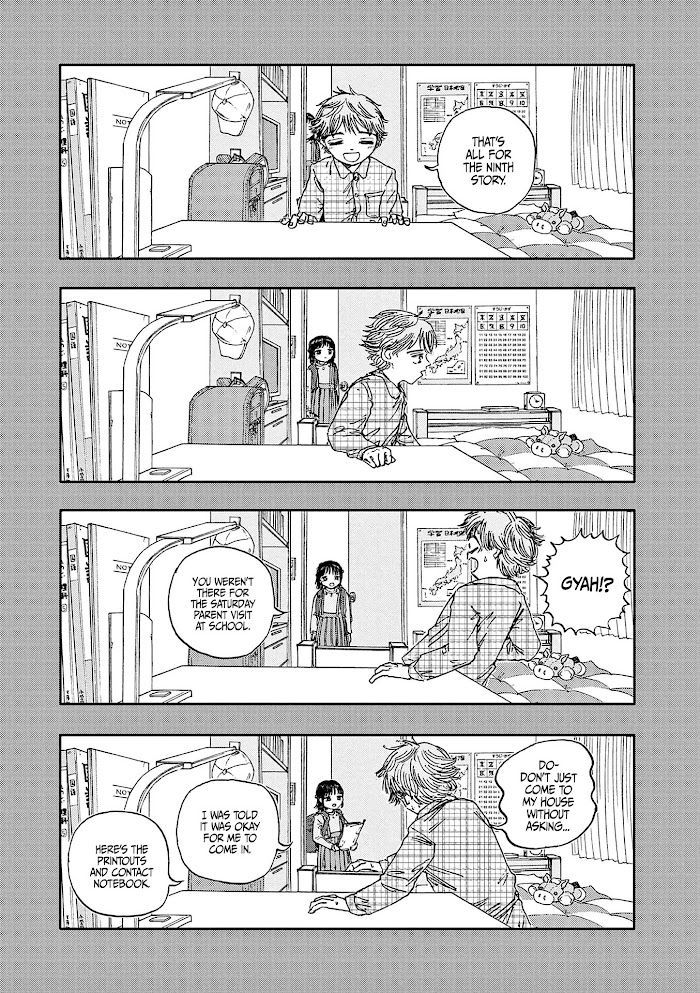 THAT'S
ALL FOR
THE NINTH
STORY.
GYAH!?
YOU WEREN'T
THERE FOR
THE SATURDAY
PARENT VISIT
AT SCHOOL.
DO-
DON'T JUST
COME TO
MY HOUSE
WITHOUT
ASKING...
I WAS TOLD
IT WAS OKAY
FOR ME TO
COME IN.
HERE'S THE
PRINTOUTS
AND CONTACT
NOTEBOOK.